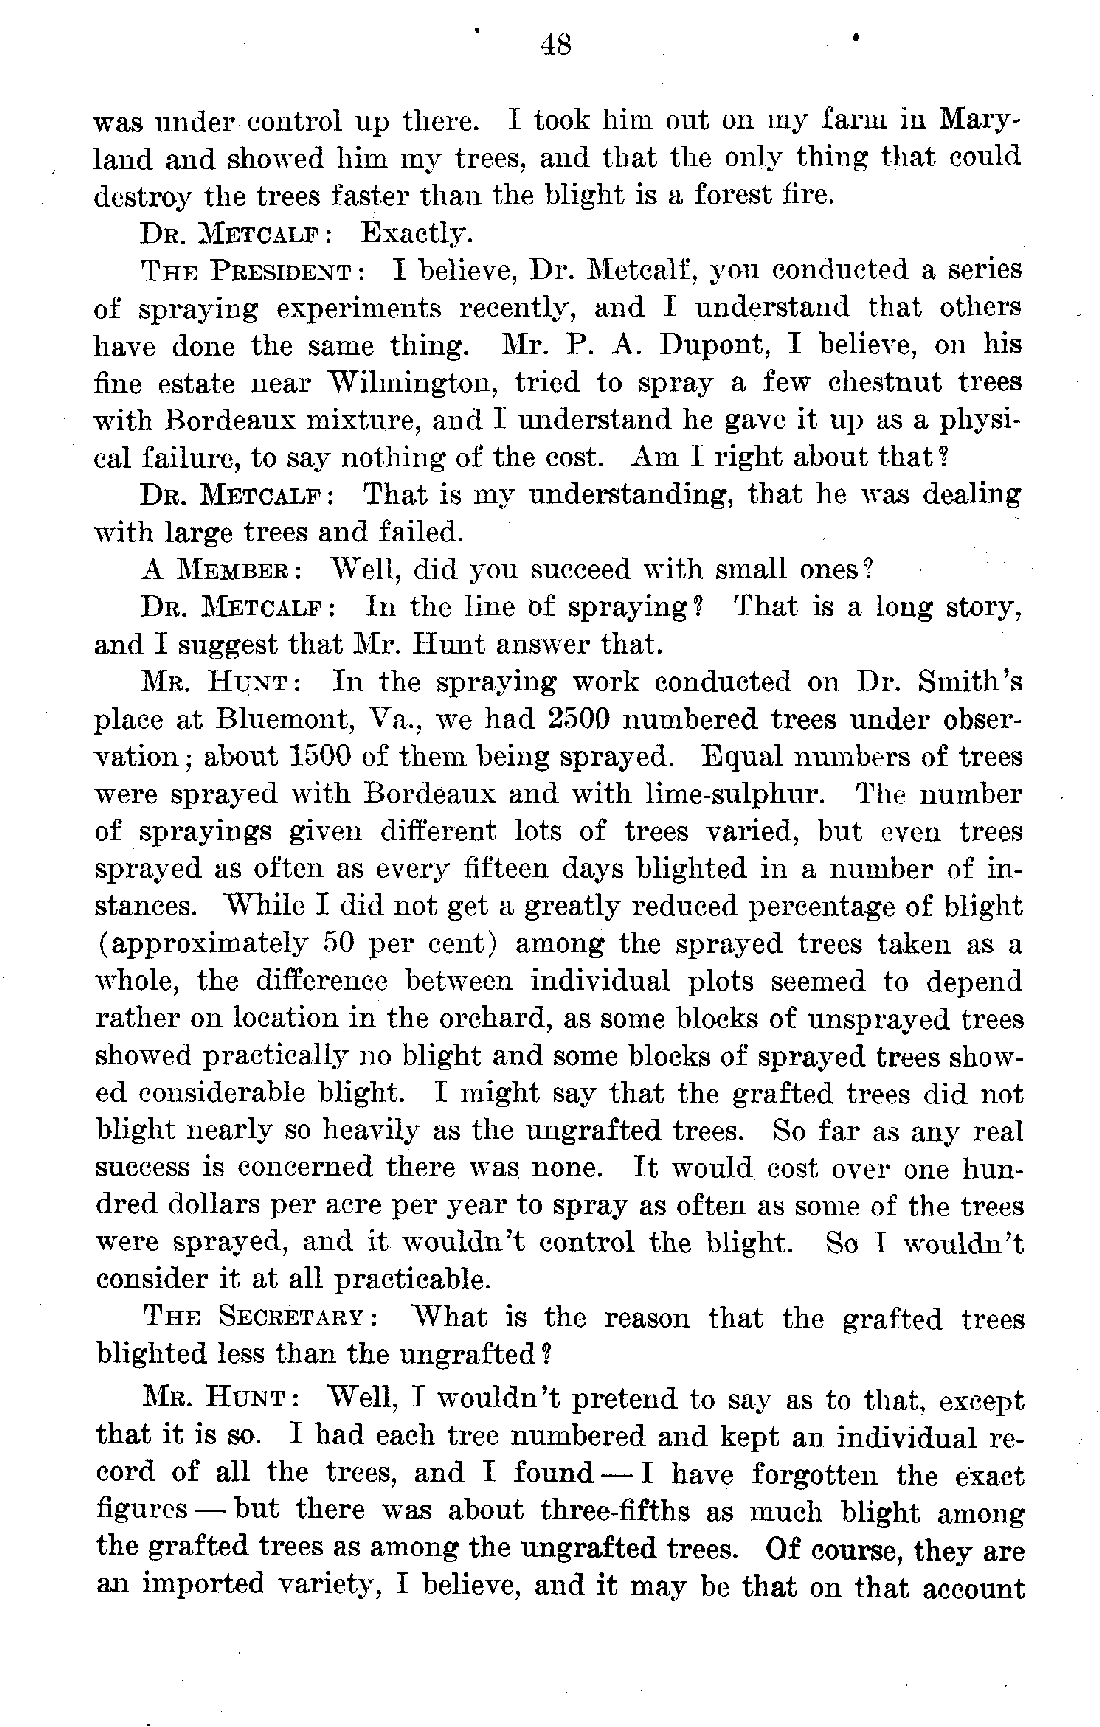 48
was under control up there. I took him out on my farm in Mary-
land and showed him my trees, and that the only thing that could
destroy the trees faster than the blight is a forest fire.
DR. METCALF: Exactly.
THE PRESIDENT: I believe, Dr. Metcalf, you conducted a series
of spraying experiments recently, and I understand that others
have done the same thing. Mr. P. A. Dupont, I believe, on his
fine estate near Wilmington, tried to spray a few chestnut trees
with Bordeaux mixture, and I understand he gave it up as a physi-
cal failure, to say nothing of the cost. Am I right about that?
DR. METCALF: That is my understanding, that he was dealing
with large trees and failed.
A MEMBER: Well, did you succeed with small ones?
DR. METCALF: In the line of spraying? That is a long story,
and I suggest that Mr. Hunt answer that.
MR. HUNT: In the spraying work conducted on Dr. Smith's
place at Bluemont, Va., we had 2500 numbered trees under obser-
vation; about 1500 of them being sprayed. Equal numbers of trees
were sprayed with Bordeaux and with lime-sulphur. The number
of sprayings given different lots of trees varied, but even trees
sprayed as often as every fifteen days blighted in a number of in-
stances. While I did not get a greatly reduced percentage of blight
(approximately 50 per cent) among the sprayed trees taken as a
whole, the difference between individual plots seemed to depend
rather on location in the orchard, as some blocks of unsprayed trees
showed practically no blight and some blocks of sprayed trees show-
ed considerable blight. I might say that the grafted trees did not
blight nearly so heavily as the ungrafted trees. So far as any real
success is concerned there was none. It would cost over one hun-
dred dollars per acre per year to spray as often as some of the trees
were sprayed, and it wouldn't control the blight. So I wouldn't
consider it at all practicable.
THE SECRETARY: What is the reason that the grafted trees
blighted less than the ungrafted?
MR. HUNT: Well, I wouldn't pretend to say as to that, except
that it is so. I had each tree numbered and kept an individual re-
cord of all the trees, and I found — I have forgotten the exact
figures — but there was about three-fifths as much blight among
the grafted trees as among the ungrafted trees. Of course, they are
an imported variety, I believe, and it may be that on that account